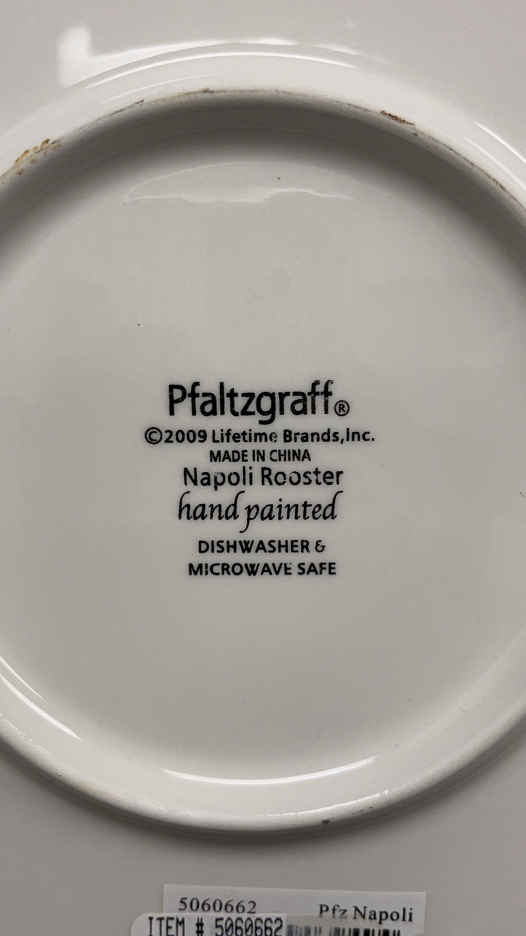 Pfaltzgraff®
©2009 Lifetime Brands,Inc.
MADE IN CHINA
Napoli Rooster
hand painted
DISHWASHER &
MICROWAVE SAFE
5060662 Pfz Napoli
ITEM # 5060662